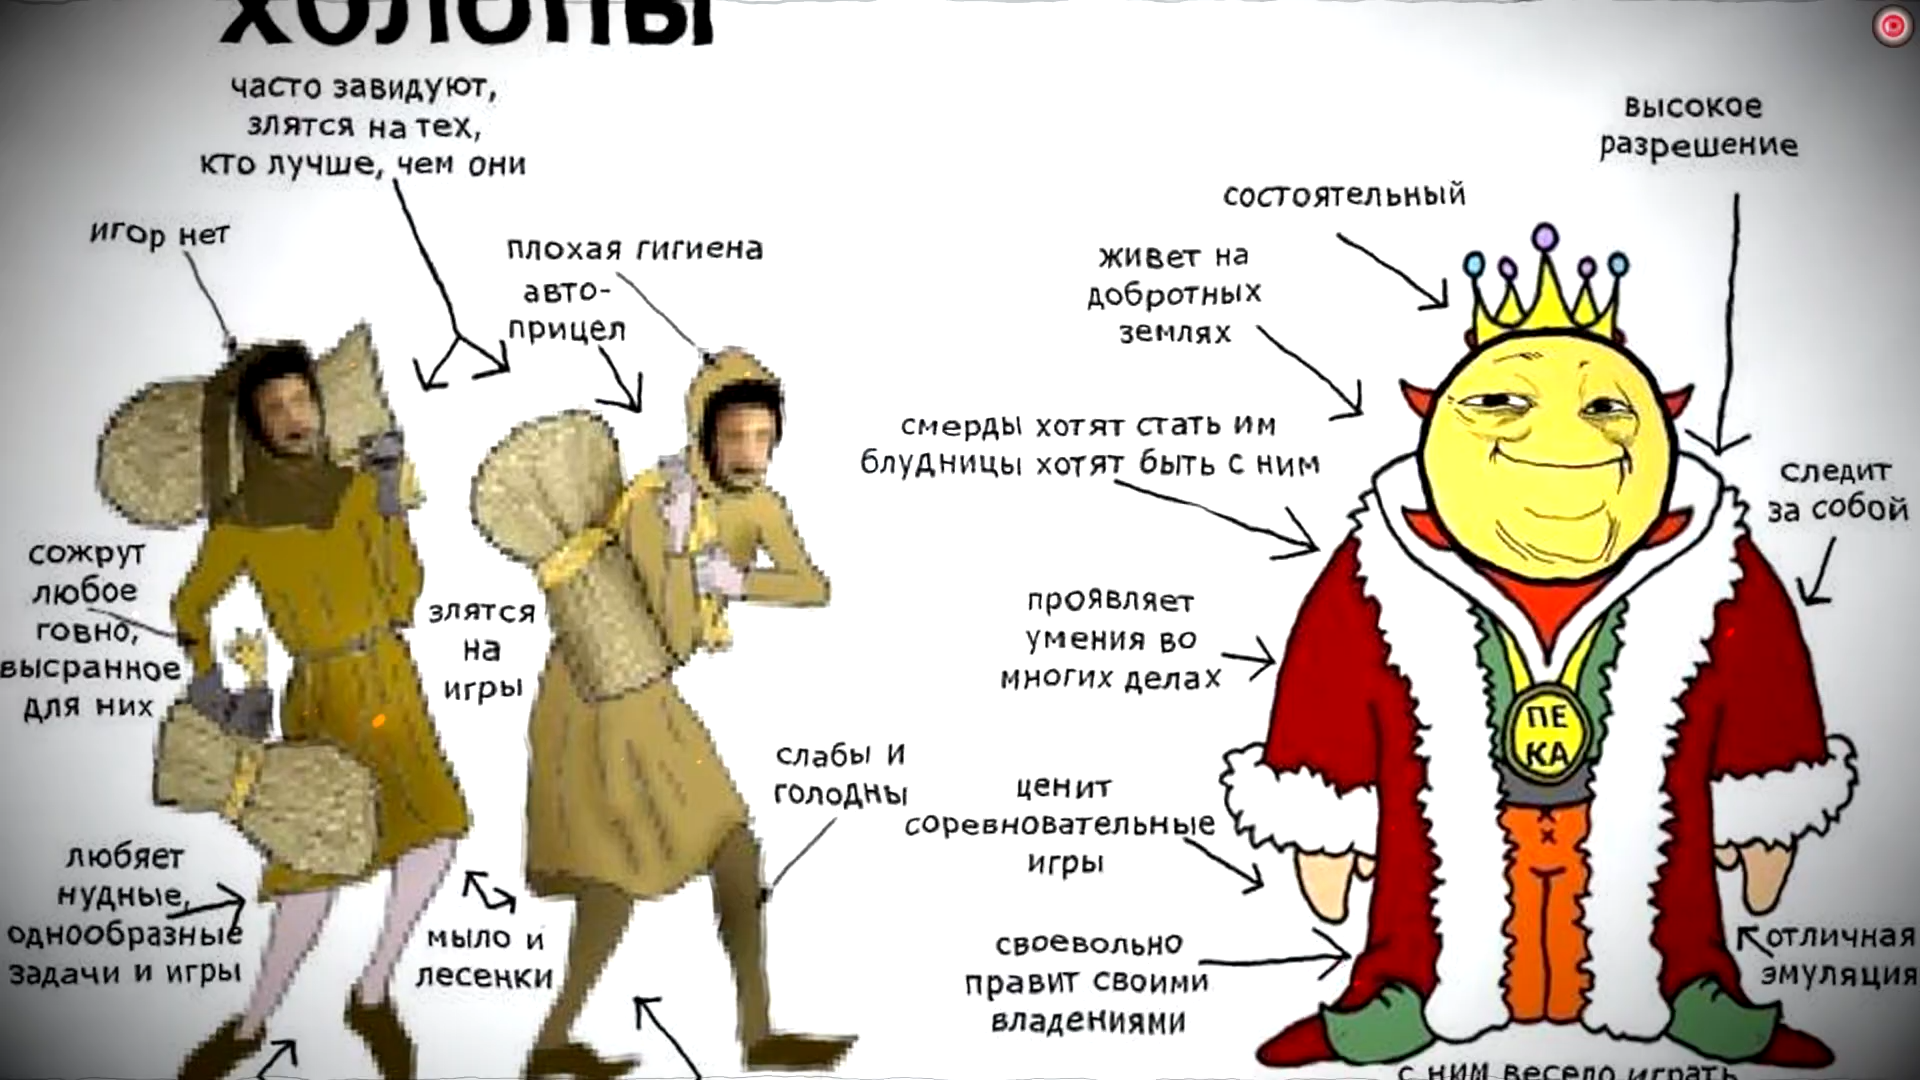 холопы
часто завидуют,
злятся на тех,
кто лучше, чем они
игор нет
плохая гигиена
авто-
прицел
сожрут
любое
говно,
высранное
для них
злятся
на
игры
слабы и
голодны
любяет
нудные,
однообразные
задачи и игры
мыло и
лесенки
высокое
разрешение
состоятельный
живет на
добротных
землях
смерды хотят стать им
блудницы хотят быть с ним
следит
за собой
проявляет
умения во
многих делах
ПЕ
КА
ценит
соревновательные
игры
своевольно
правит своими
владениями
отличная
эмуляция
с ним весело играть